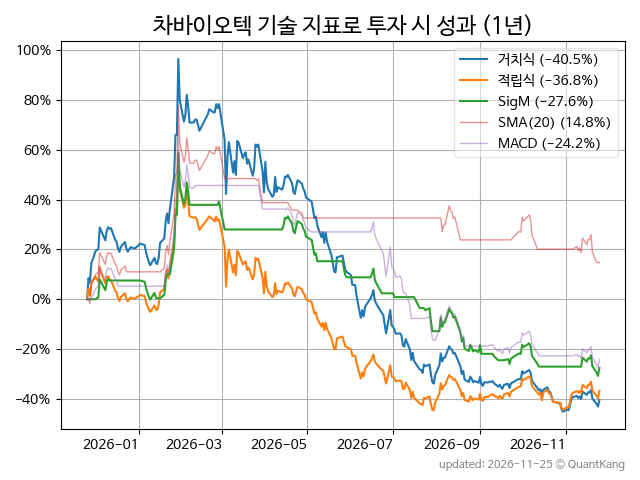 차바이오텍 기술 지표로 투자 시 성과 (1년)
100%
80%
60%
40%
20%
0%
−20%
−40%
거치식 (−40.5%)
적립식 (−36.8%)
SigM (−27.6%)
SMA(20) (14.8%)
MACD (−24.2%)
2026-01
2026-03
2026-05
2026-07
2026-09
2026-11
updated: 2026-11-25 © QuantKang